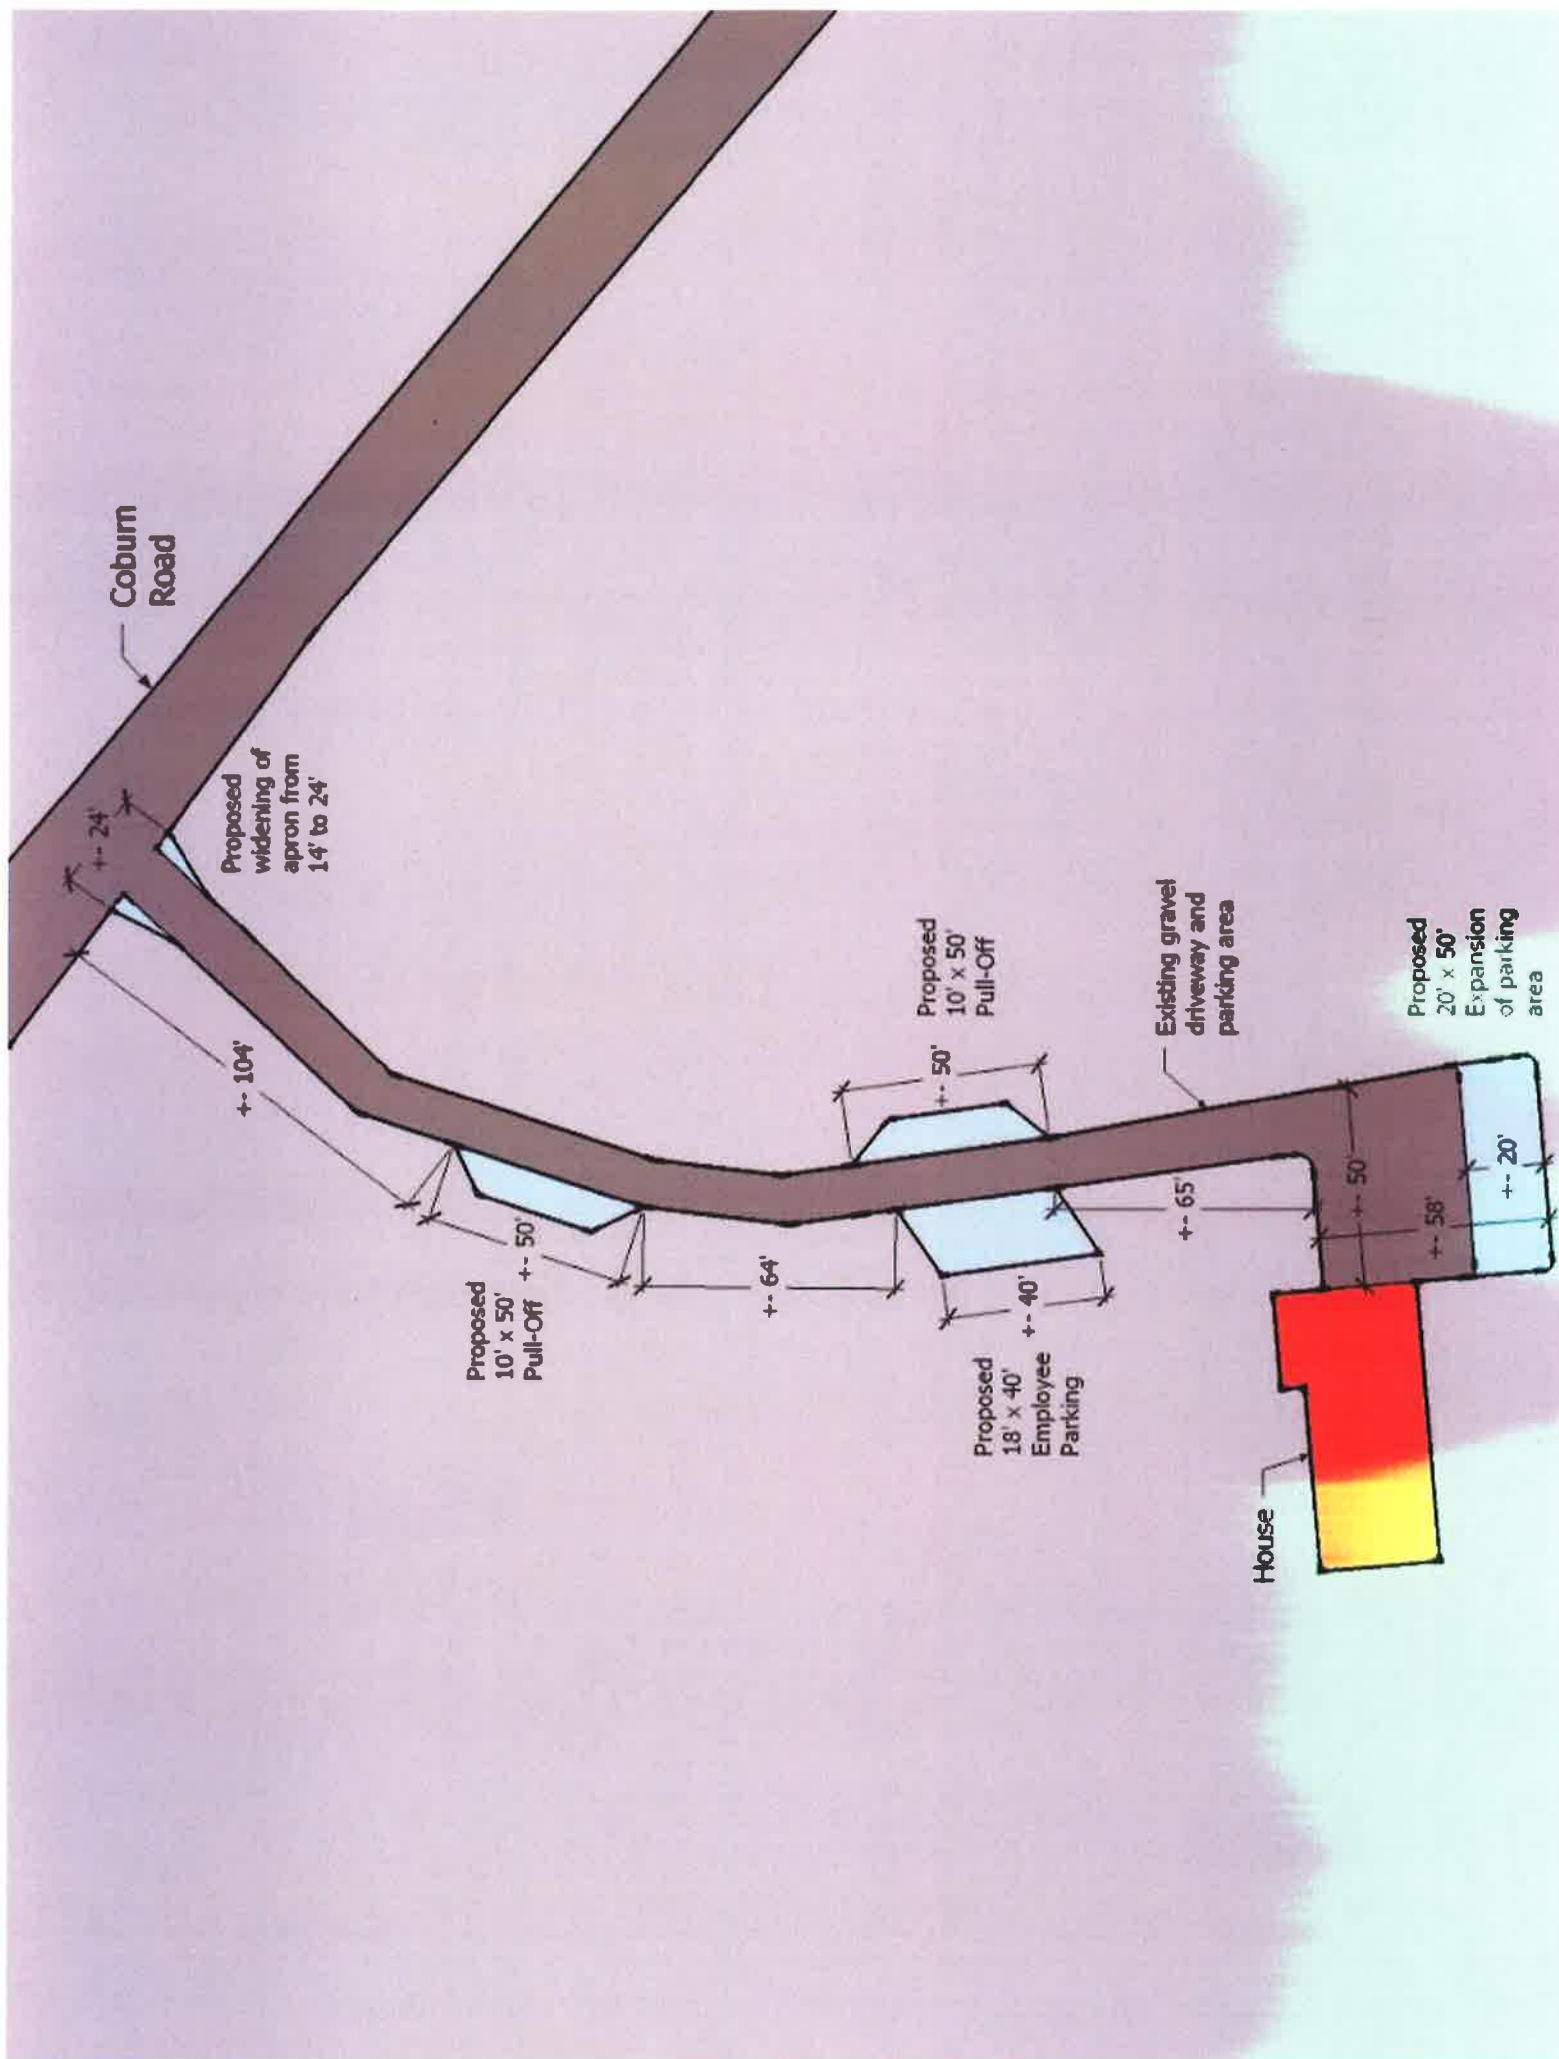 Coburn
Road
+- 24'
Proposed
widening of
apron from
14' to 24'
+- 104'
Proposed
10' x 50'
Pull-Off
+- 50'
+- 64'
Proposed
10' x 50'
Pull-Off
+- 50'
Proposed
18' x 40'
Employee
Parking
+- 40'
+- 65'
Existing gravel
driveway and
parking area
+- 50'
+- 58'
+- 20'
Proposed
20' x 50'
Expansion
of parking
area
House